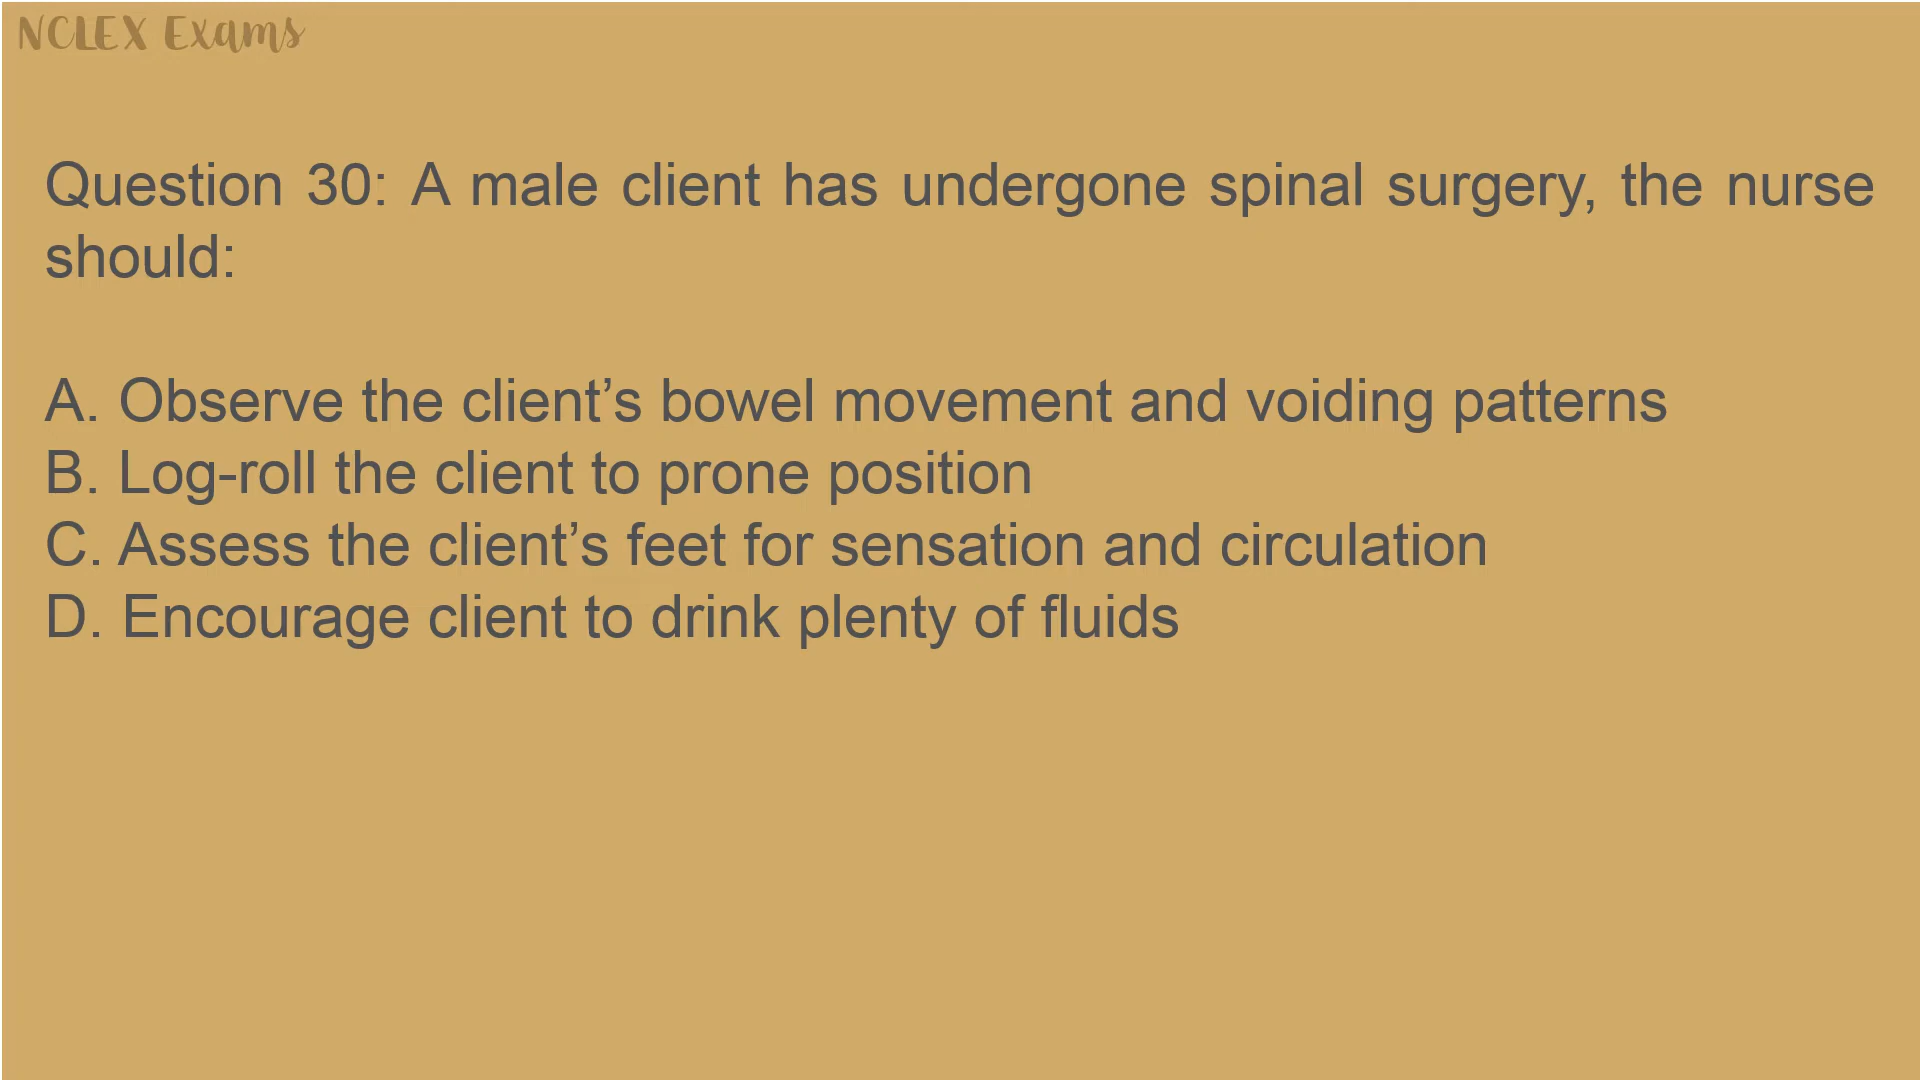 NCLEX Exams
Question 30: A male client has undergone spinal surgery, the nurse
should:
A. Observe the client’s bowel movement and voiding patterns
B. Log-roll the client to prone position
C. Assess the client’s feet for sensation and circulation
D. Encourage client to drink plenty of fluids